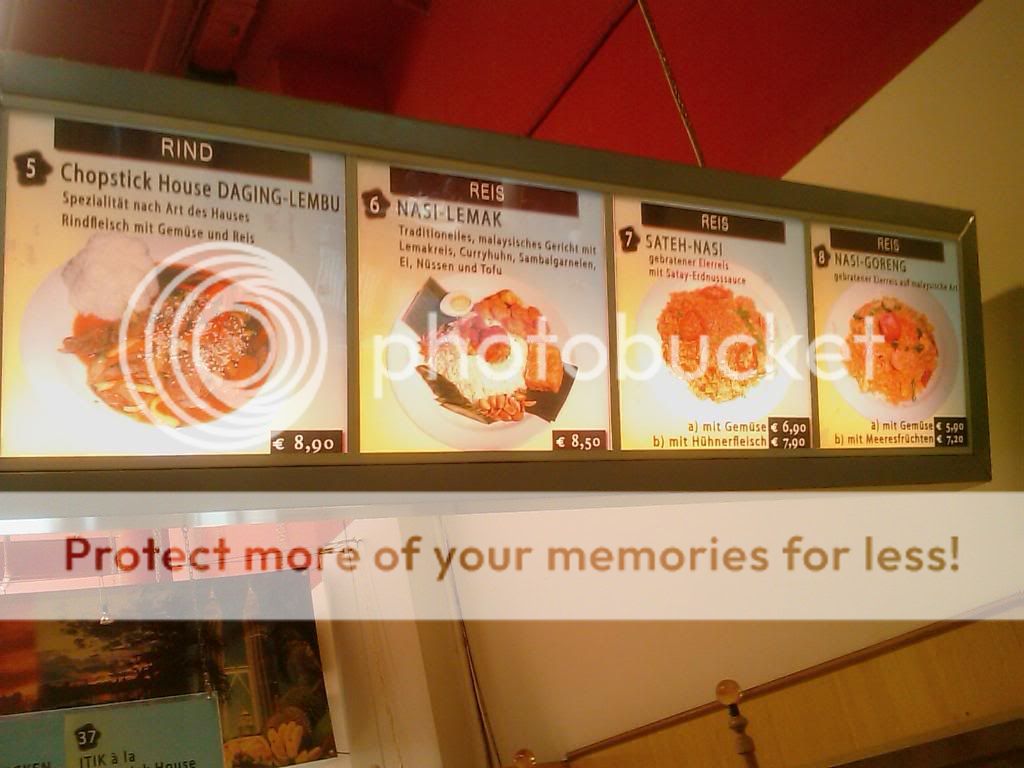 RIND
5
Chopstick House DAGING-LEMBU
Spezialität nach Art des Hauses
Rindfleisch mit Gemüse und Reis
€ 8,90
REIS
6
NASI-LEMAK
Traditionelles, malaysisches Gericht mit
Lemakreis, Curryhuhn, Sambalgarnelen,
Ei, Nüssen und Tofu
€ 8,50
REIS
7
SATEH-NASI
gebratener Eierreis
mit Satay-Erdnusssauce
a) mit Gemüse € 6,90
b) mit Hühnerfleisch € 7,90
REIS
8
NASI-GORENG
gebratener Eierreis auf malaysische Art
a) mit Gemüse € 5,90
b) mit Meeresfrüchten € 7,20
photobucket
Protect more of your memories for less!
37
ITIK à la
House